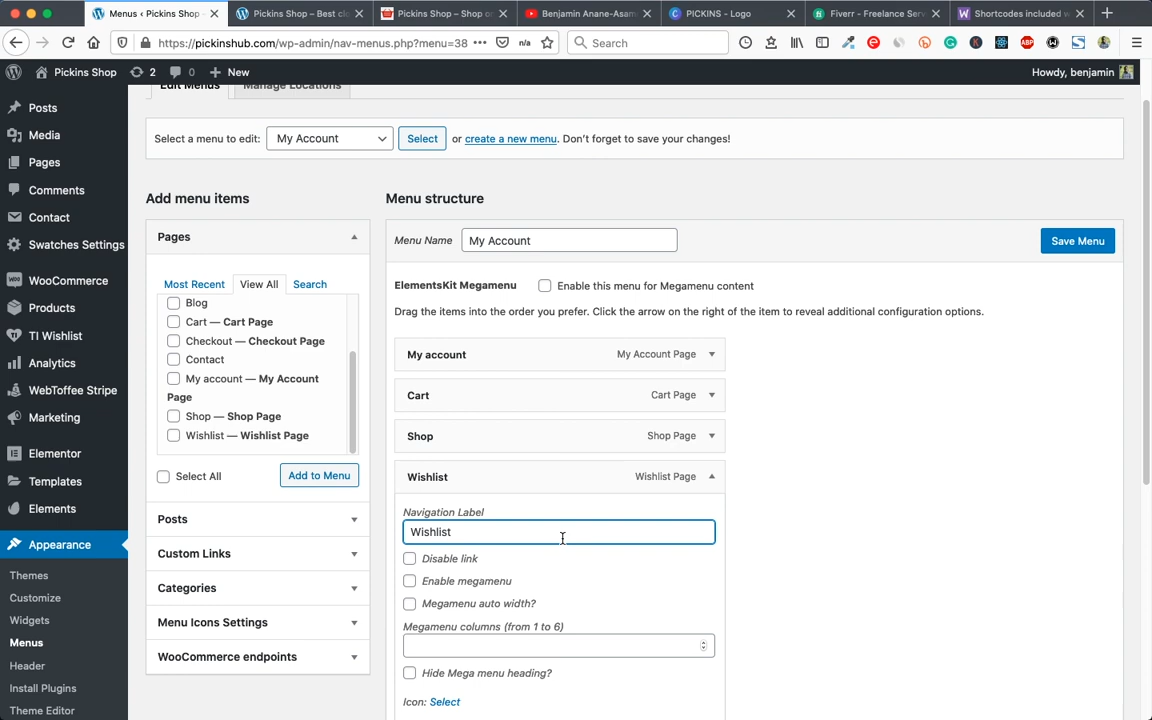 Menus ‹ Pickins Shop -
Pickins Shop – Best clo
Pickins Shop – Shop or
Benjamin Anane-Asam
PICKINS - Logo
Fiverr - Freelance Serv
Shortcodes included w
https://pickinshub.com/wp-admin/nav-menus.php?menu=38
n/a
Search
ABP
Pickins Shop
2
0
New
Howdy, benjamin
Posts
Media
Pages
Comments
Contact
Swatches Settings
WooCommerce
Products
TI Wishlist
Analytics
WebToffee Stripe
Marketing
Elementor
Templates
Elements
Appearance
Themes
Customize
Widgets
Menus
Header
Install Plugins
Theme Editor
Edit Menus
Manage Locations
Select a menu to edit:
My Account
Select
or create a new menu. Don’t forget to save your changes!
Add menu items
Pages
Most Recent
View All
Search
Blog
Cart — Cart Page
Checkout — Checkout Page
Contact
My account — My Account
Page
Shop — Shop Page
Wishlist — Wishlist Page
Select All
Add to Menu
Posts
Custom Links
Categories
Menu Icons Settings
WooCommerce endpoints
Menu structure
Menu Name
My Account
Save Menu
ElementsKit Megamenu
Enable this menu for Megamenu content
Drag the items into the order you prefer. Click the arrow on the right of the item to reveal additional configuration options.
My account
My Account Page
Cart
Cart Page
Shop
Shop Page
Wishlist
Wishlist Page
Navigation Label
Wishlist
Disable link
Enable megamenu
Megamenu auto width?
Megamenu columns (from 1 to 6)
Hide Mega menu heading?
Icon: Select